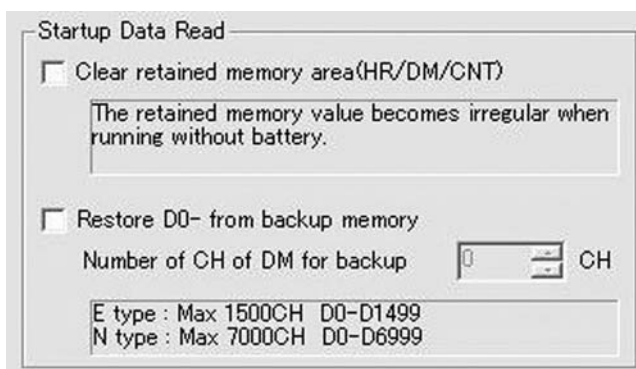 Startup Data Read
Clear retained memory area(HR/DM/CNT)
The retained memory value becomes irregular when
running without battery.
Restore D0- from backup memory
Number of CH of DM for backup 0 CH
E type : Max 1500CH D0-D1499
N type : Max 7000CH D0-D6999